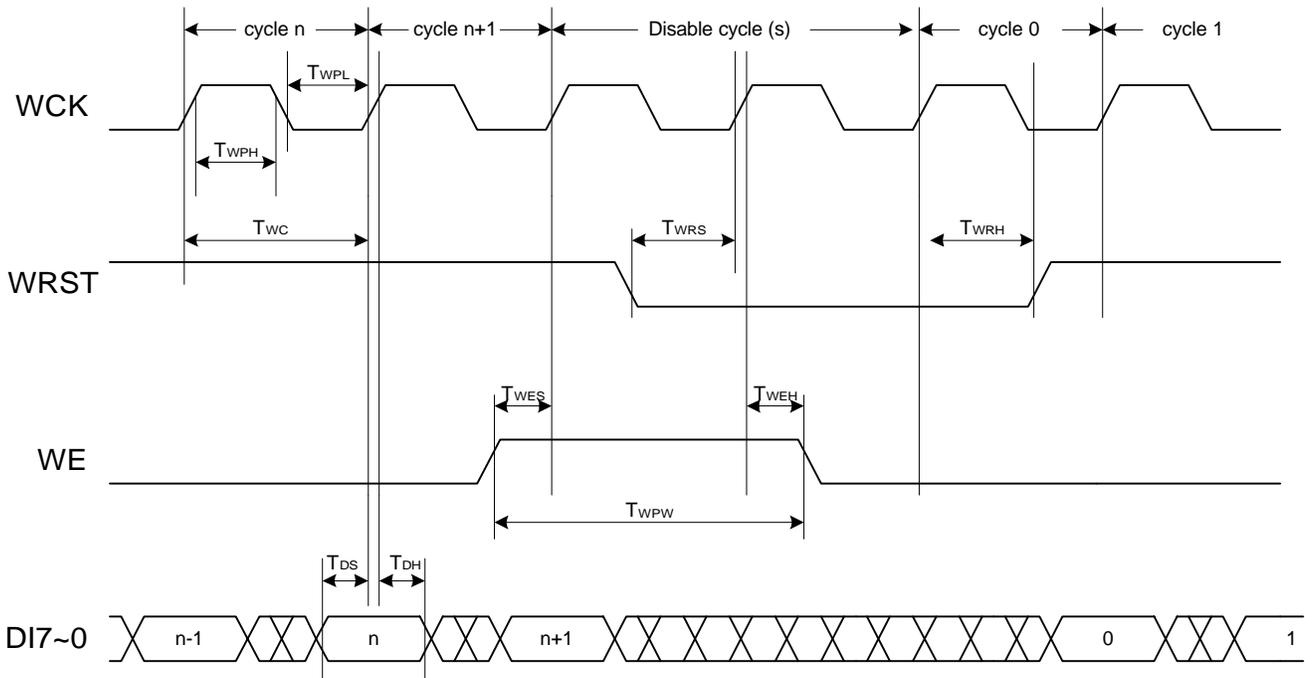 cycle n cycle n+1 Disable cycle (s) cycle 0 cycle 1
TWPL
WCK
TWPH
TWC TWRS TWRH
WRST
TWES TWEH
WE
TWPW
TDS TDH
DI7~0 n-1 n n+1 0 1